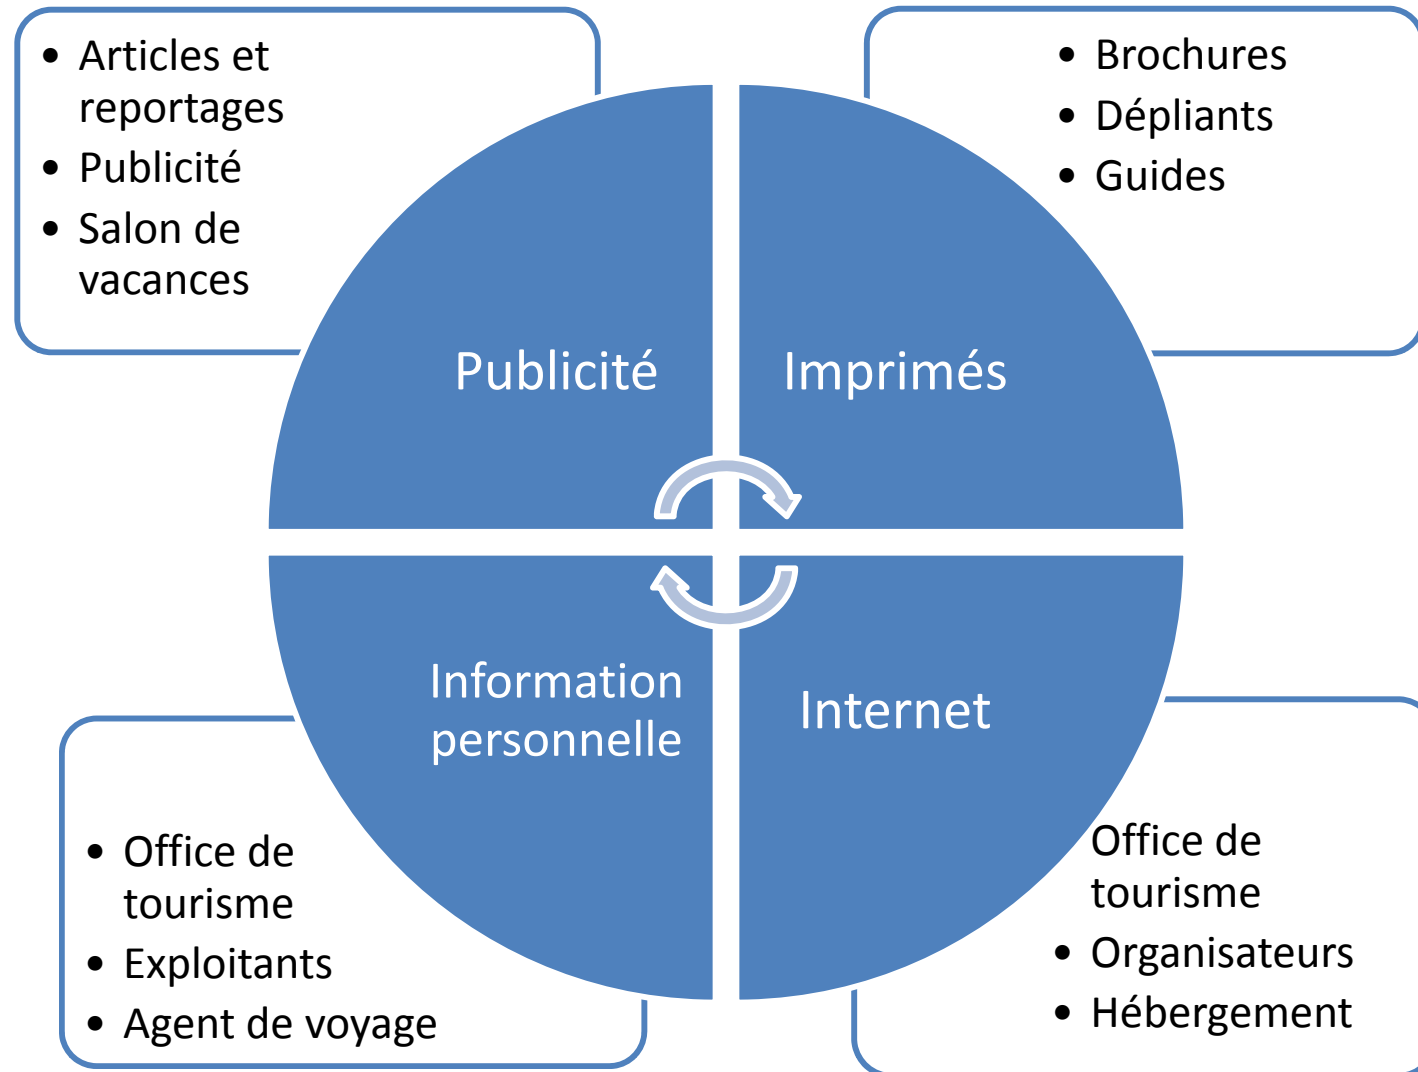 • Articles et
reportages
• Publicité
• Salon de
vacances
• Brochures
• Dépliants
• Guides
Publicité
Imprimés
Information
personnelle
Internet
• Office de
tourisme
• Exploitants
• Agent de voyage
Office de
tourisme
• Organisateurs
• Hébergement